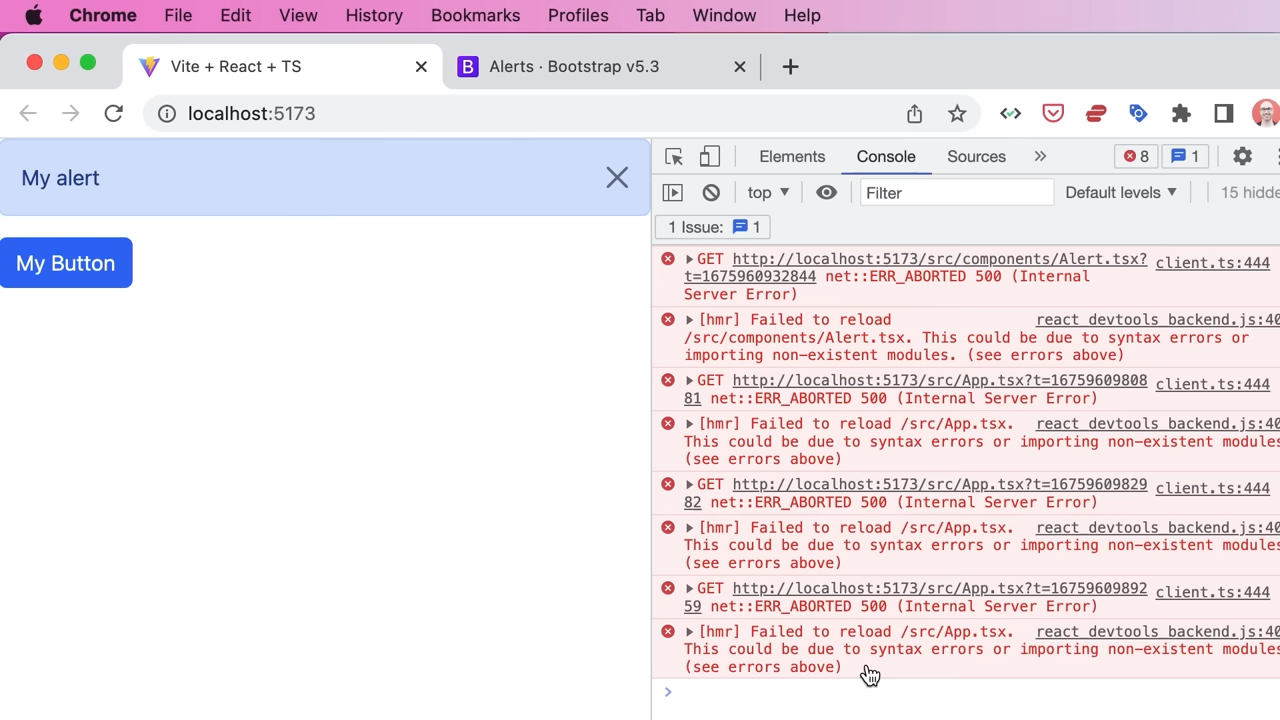 Chrome File Edit View History Bookmarks Profiles Tab Window Help
Vite + React + TS
Alerts · Bootstrap v5.3
localhost:5173
My alert
My Button
Elements Console Sources 8 1
top Filter Default levels 15 hidde
1 Issue: 1
GET http://localhost:5173/src/components/Alert.tsx? client.ts:444
t=1675960932844 net::ERR_ABORTED 500 (Internal
Server Error)
[hmr] Failed to reload react_devtools_backend.js:40
/src/components/Alert.tsx. This could be due to syntax errors or
importing non-existent modules. (see errors above)
GET http://localhost:5173/src/App.tsx?t=16759609808 client.ts:444
81 net::ERR_ABORTED 500 (Internal Server Error)
[hmr] Failed to reload /src/App.tsx. react_devtools_backend.js:40
This could be due to syntax errors or importing non-existent modules
(see errors above)
GET http://localhost:5173/src/App.tsx?t=16759609829 client.ts:444
82 net::ERR_ABORTED 500 (Internal Server Error)
[hmr] Failed to reload /src/App.tsx. react_devtools_backend.js:40
This could be due to syntax errors or importing non-existent modules
(see errors above)
GET http://localhost:5173/src/App.tsx?t=16759609892 client.ts:444
59 net::ERR_ABORTED 500 (Internal Server Error)
[hmr] Failed to reload /src/App.tsx. react_devtools_backend.js:40
This could be due to syntax errors or importing non-existent modules
(see errors above)